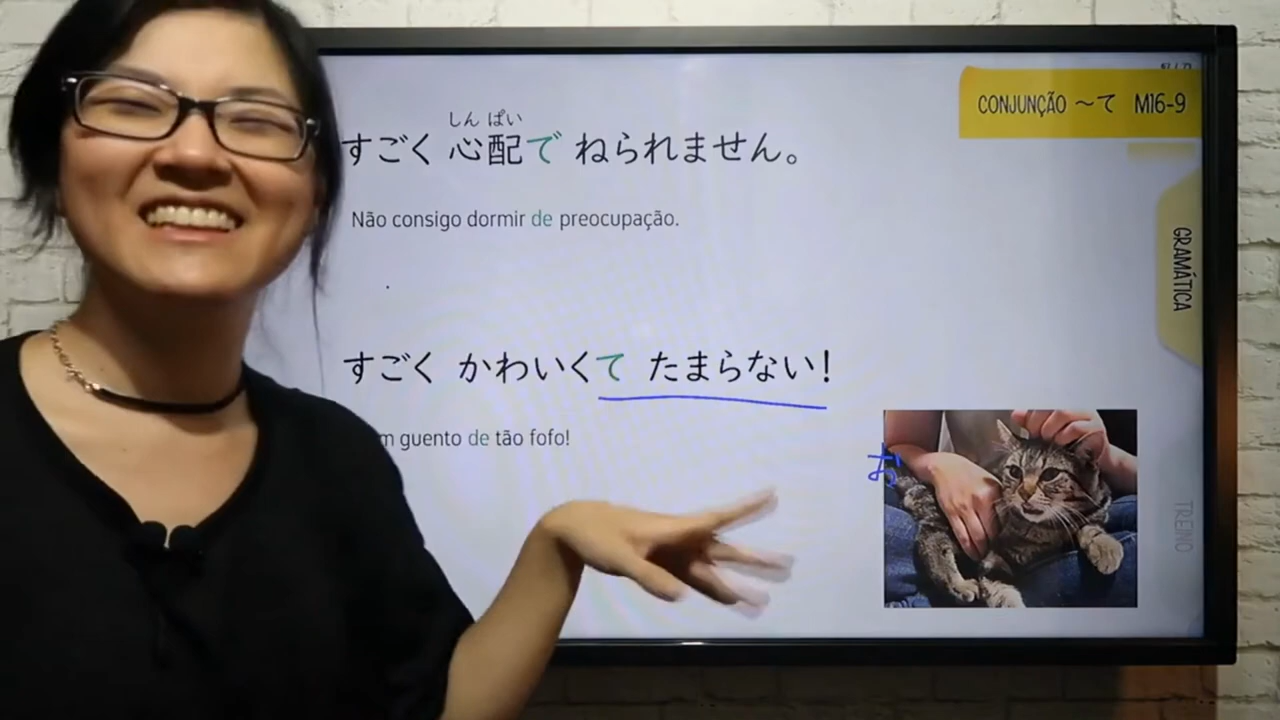 CONJUNÇÃO ～て M16-9
しんぱい
すごく 心配で ねられません。
Não consigo dormir de preocupação.
GRAMÁTICA
すごく かわいくて たまらない!
guento de tão fofo!
お
TREINO